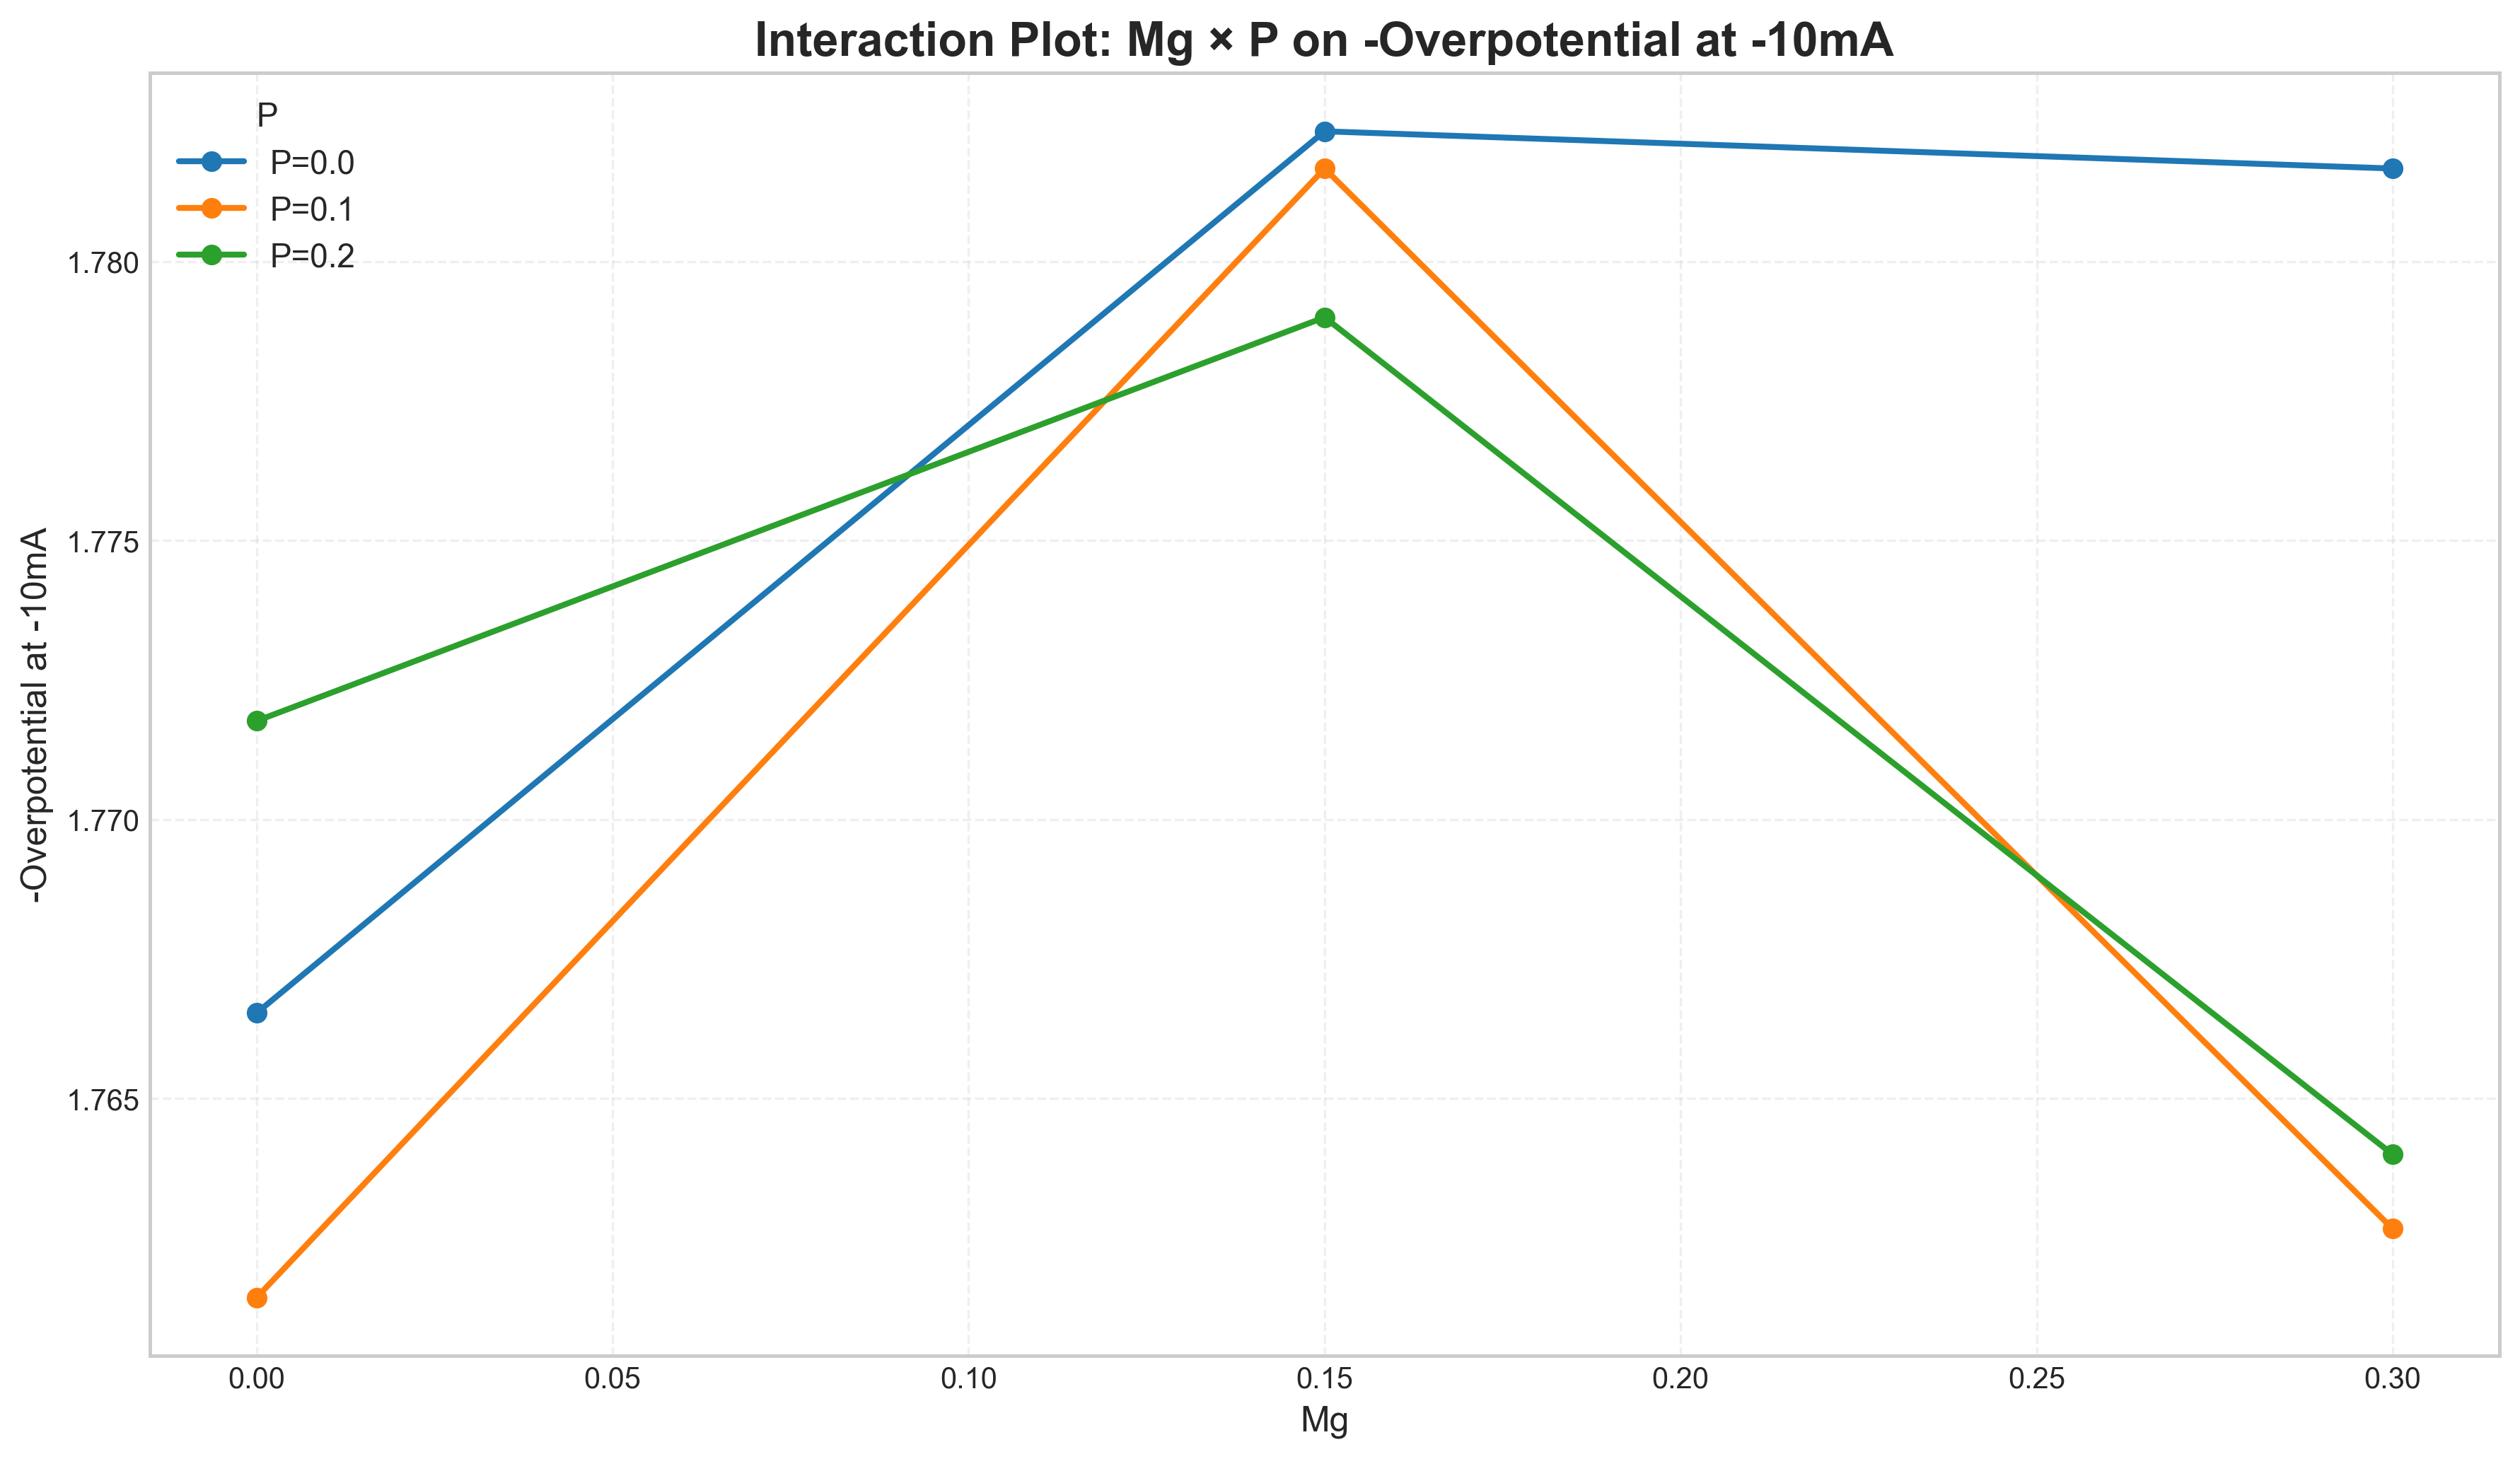 Interaction Plot: Mg × P on -Overpotential at -10mA
P
P=0.0
P=0.1
P=0.2
-Overpotential at -10mA
1.780
1.775
1.770
1.765
0.00 0.05 0.10 0.15 0.20 0.25 0.30
Mg